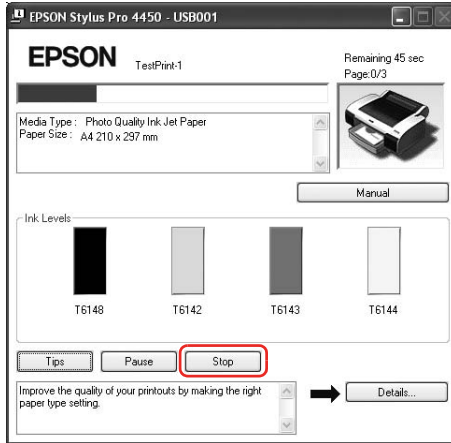 EPSON Stylus Pro 4450 - USB001
EPSON
TestPrint-1
Remaining 45 sec
Page:0/3
Media Type : Photo Quality Ink Jet Paper
Paper Size : A4 210 x 297 mm
Manual
Ink Levels
T6148 T6142 T6143 T6144
Tips Pause Stop
Improve the quality of your printouts by making the right
paper type setting.
Details...